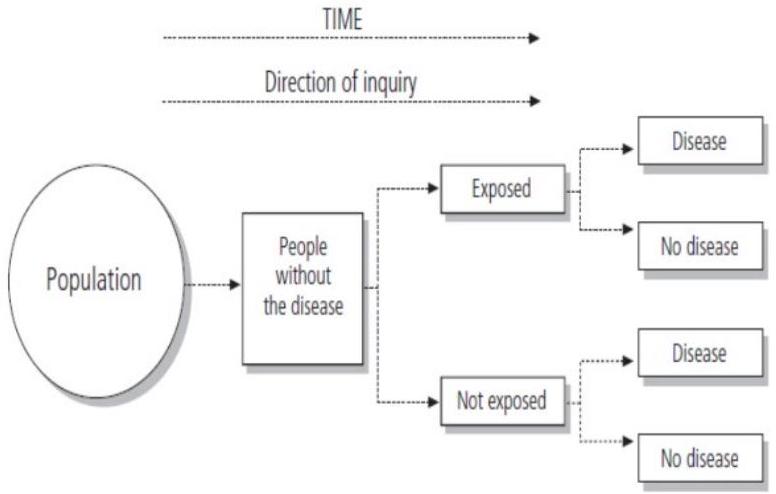 TIME
Direction of inquiry
Population
People
without
the disease
Exposed
Disease
No disease
Not exposed
Disease
No disease